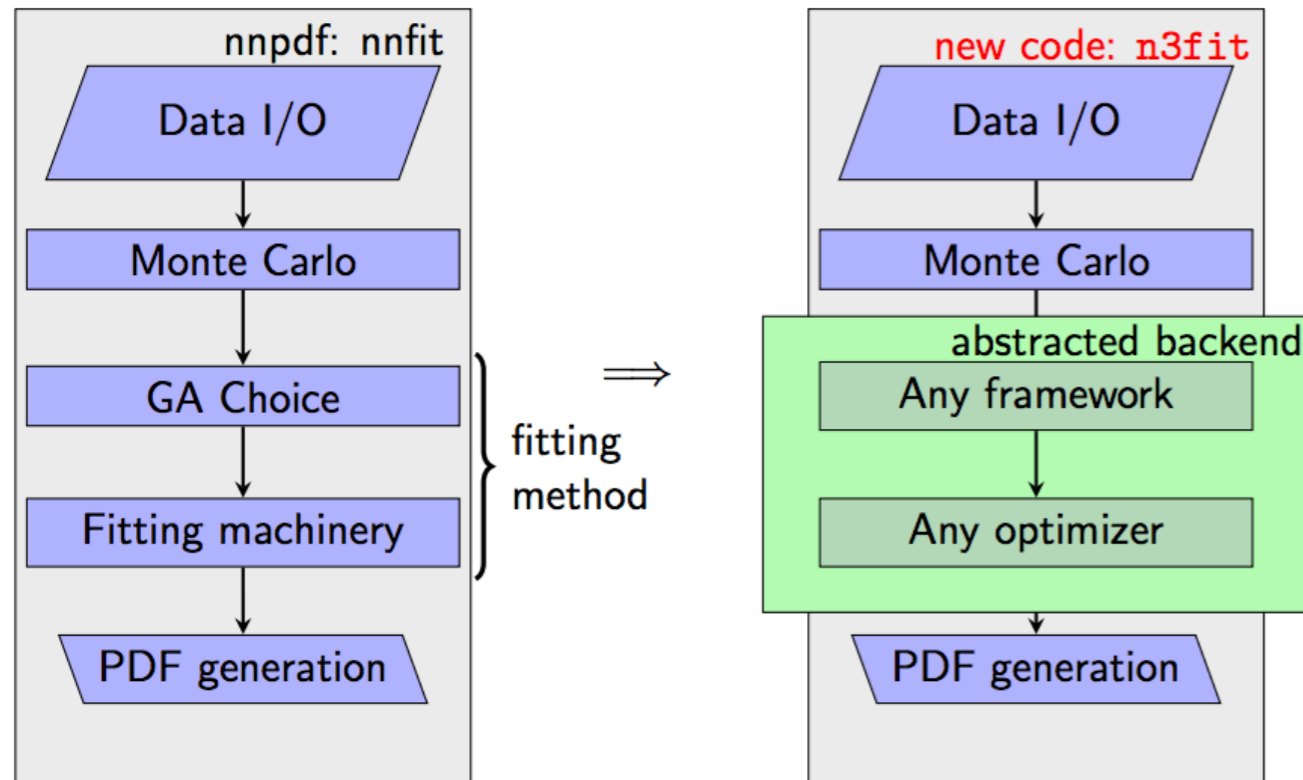 nnpdf: nnfit
Data I/O
Monte Carlo
GA Choice
Fitting machinery
PDF generation
fitting
method
⟹
new code: n3fit
Data I/O
Monte Carlo
abstracted backend
Any framework
Any optimizer
PDF generation